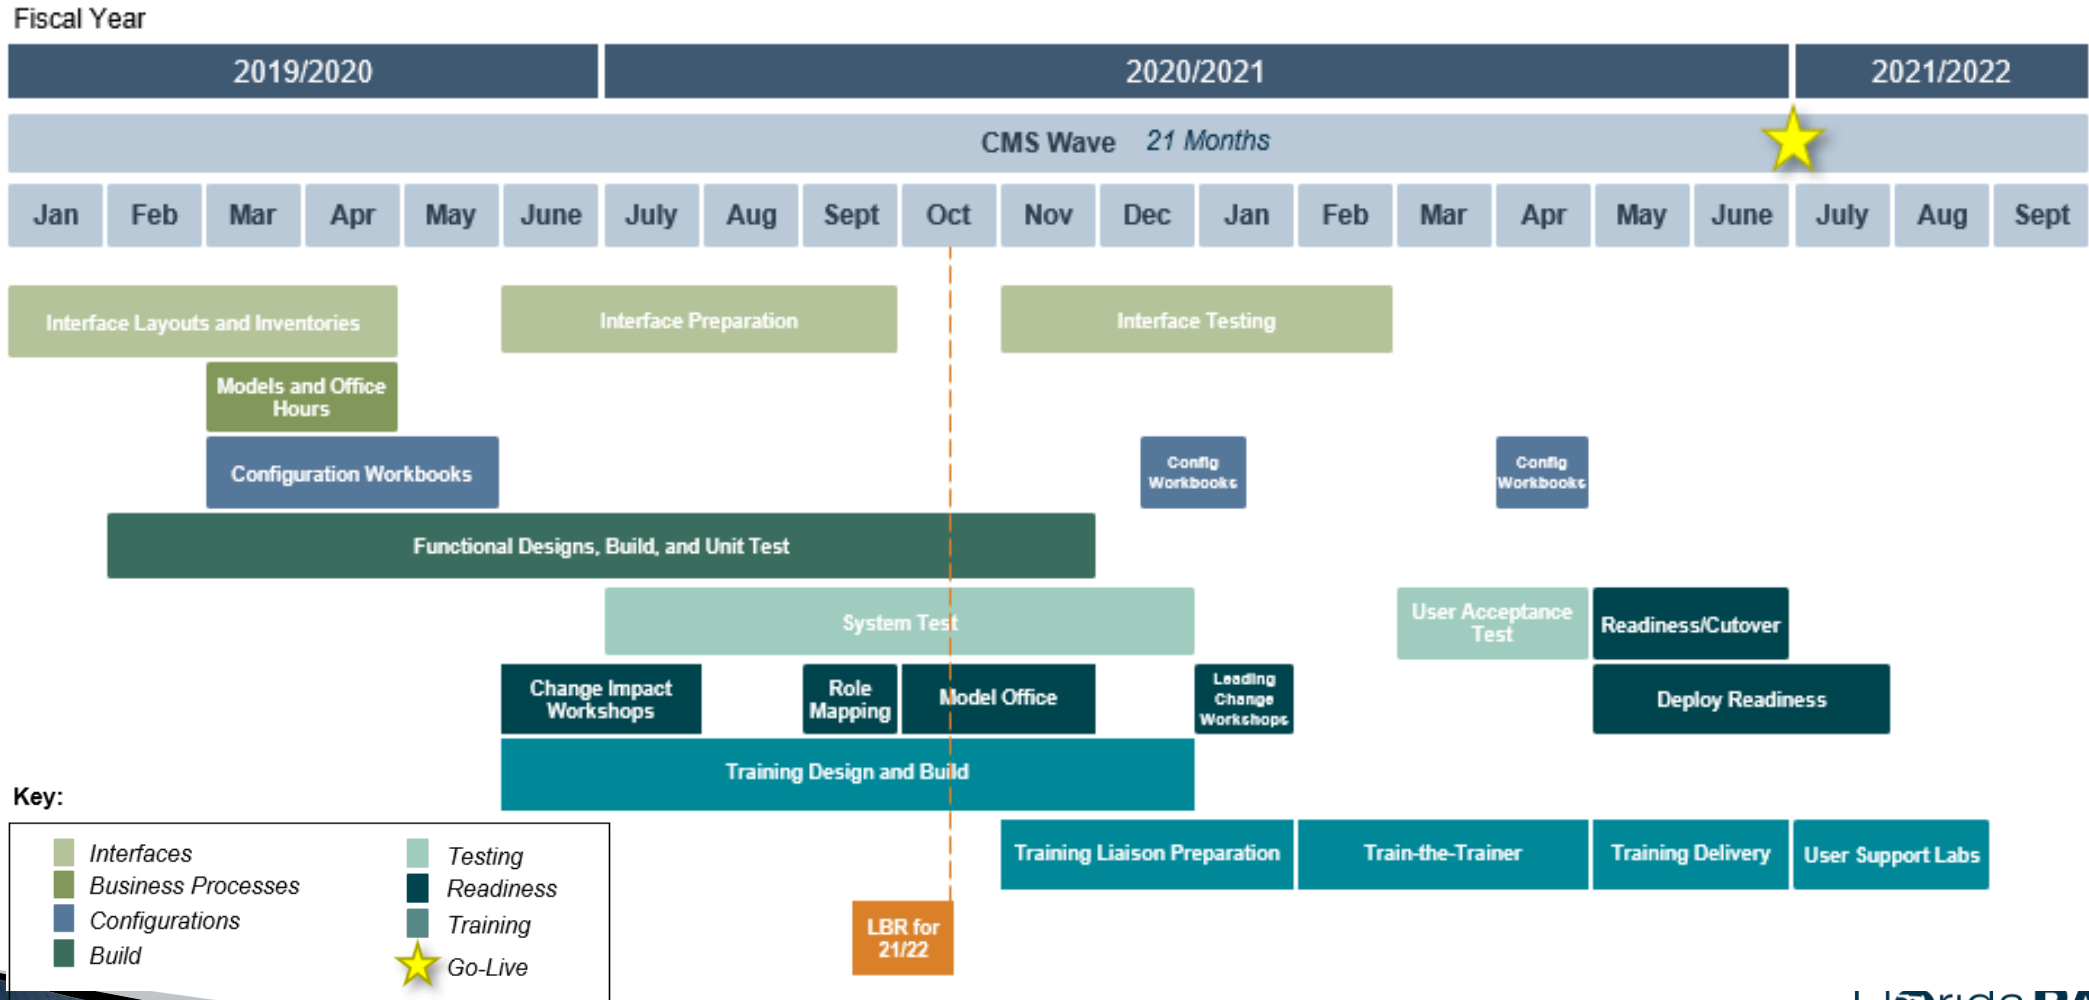 Fiscal Year
2019/2020 2020/2021 2021/2022
CMS Wave 21 Months
Jan Feb Mar Apr May June July Aug Sept Oct Nov Dec Jan Feb Mar Apr May June July Aug Sept
Interface Layouts and Inventories
Interface Preparation
Interface Testing
Models and Office
Hours
Configuration Workbooks
Config
Workbooks
Config
Workbooks
Functional Designs, Build, and Unit Test
System Test
User Acceptance
Test
Readiness/Cutover
Change Impact
Workshops
Role
Mapping
Model Office
Leading
Change
Workshops
Deploy Readiness
Training Design and Build
Training Liaison Preparation
Train-the-Trainer
Training Delivery
User Support Labs
LBR for
21/22
Key:
Interfaces
Business Processes
Configurations
Build
Testing
Readiness
Training
Go-Live